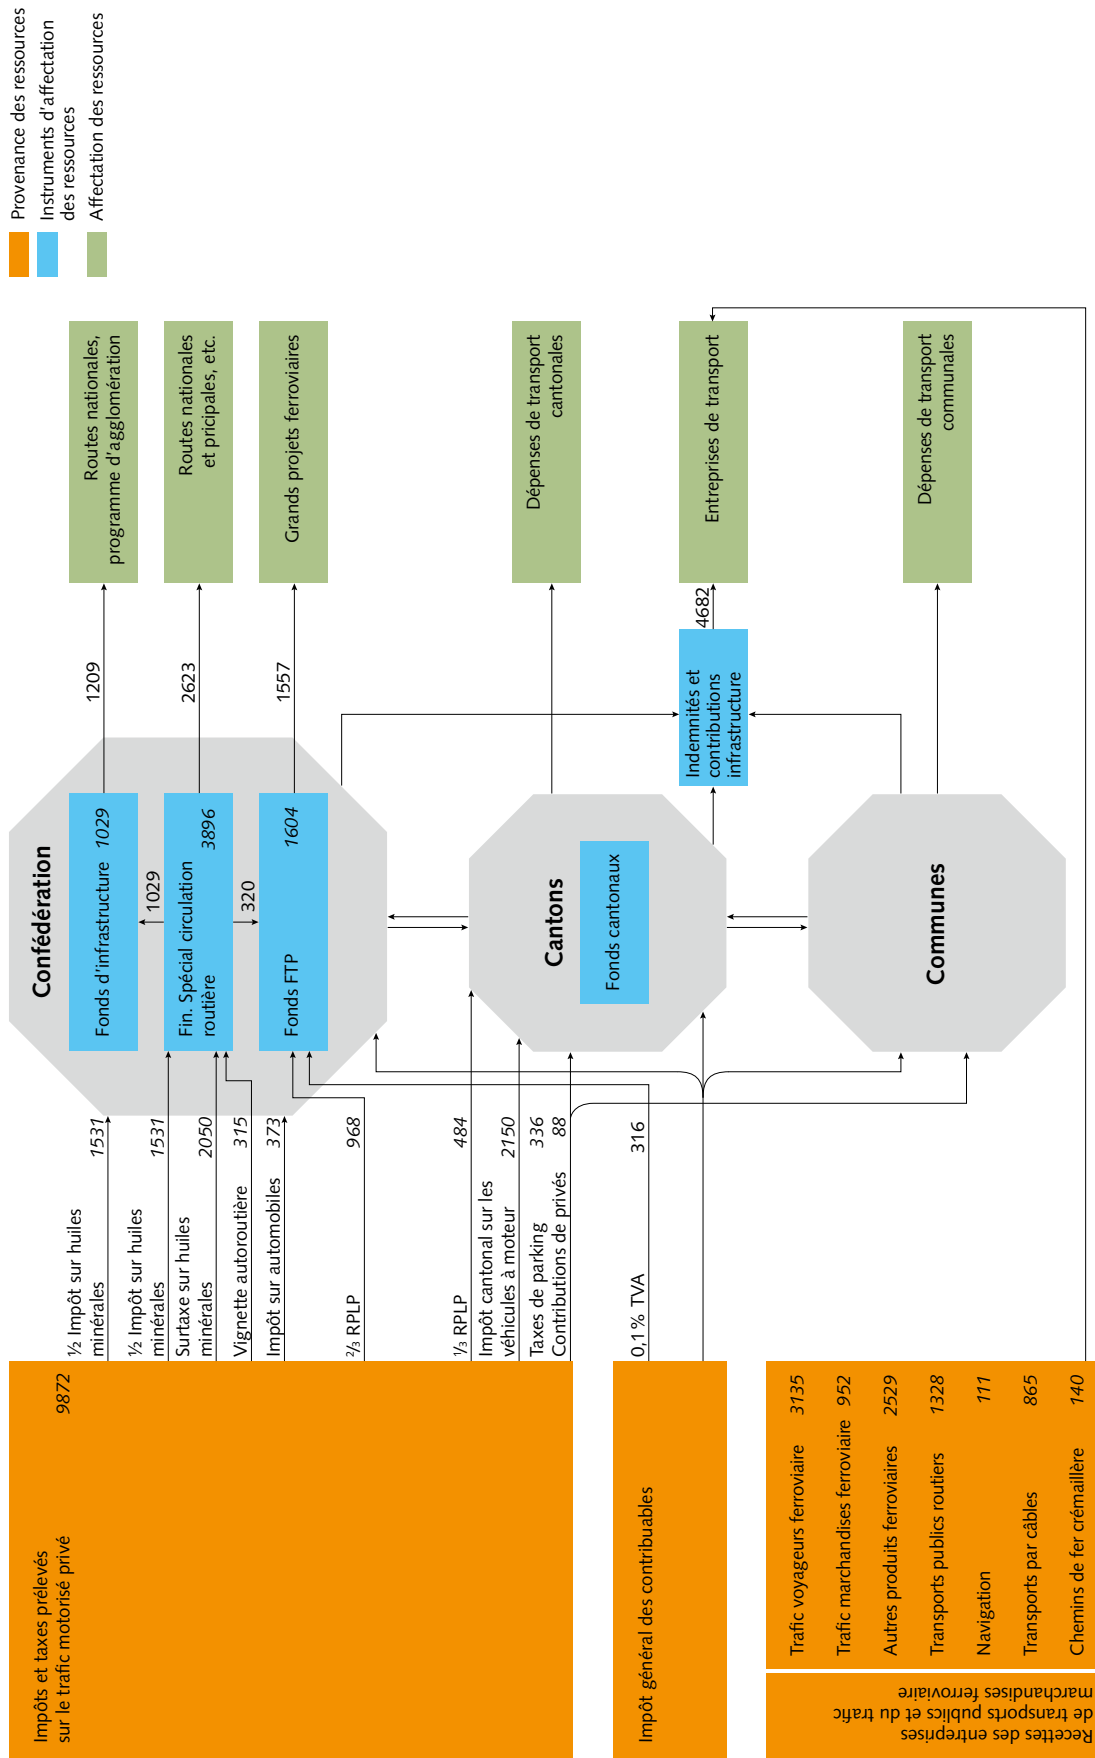 Provenance des ressources
Instruments d'affectation
des ressources
Affectation des ressources
Impôts et taxes prélevés
sur le trafic motorisé privé
9872
½ Impôt sur huiles
minérales
1531
½ Impôt sur huiles
minérales
1531
Surtaxe sur huiles
minérales
2050
Vignette autoroutière
315
Impôt sur automobiles
373
⅔ RPLP
968
⅓ RPLP
484
Impôt cantonal sur les
véhicules à moteur
2150
Taxes de parking
336
Contributions de privés
88
Impôt général des contribuables
0,1 % TVA
316
Recettes des entreprises
de transports publics et du trafic
marchandises ferroviaire
Trafic voyageurs ferroviaire 3135
Trafic marchandises ferroviaire 952
Autres produits ferroviaires 2529
Transports publics routiers 1328
Navigation 111
Transports par câbles 865
Chemins de fer crémaillère 140
Confédération
Fonds d'infrastructure 1029
1029
Fin. Spécial circulation
routière
3896
320
Fonds FTP
1604
Cantons
Fonds cantonaux
Communes
1209
2623
1557
Indemnités et
contributions
infrastructure
4682
Routes nationales,
programme d'agglomération
Routes nationales
et pricipales, etc.
Grands projets ferroviaires
Dépenses de transport
cantonales
Entreprises de transport
Dépenses de transport
communales